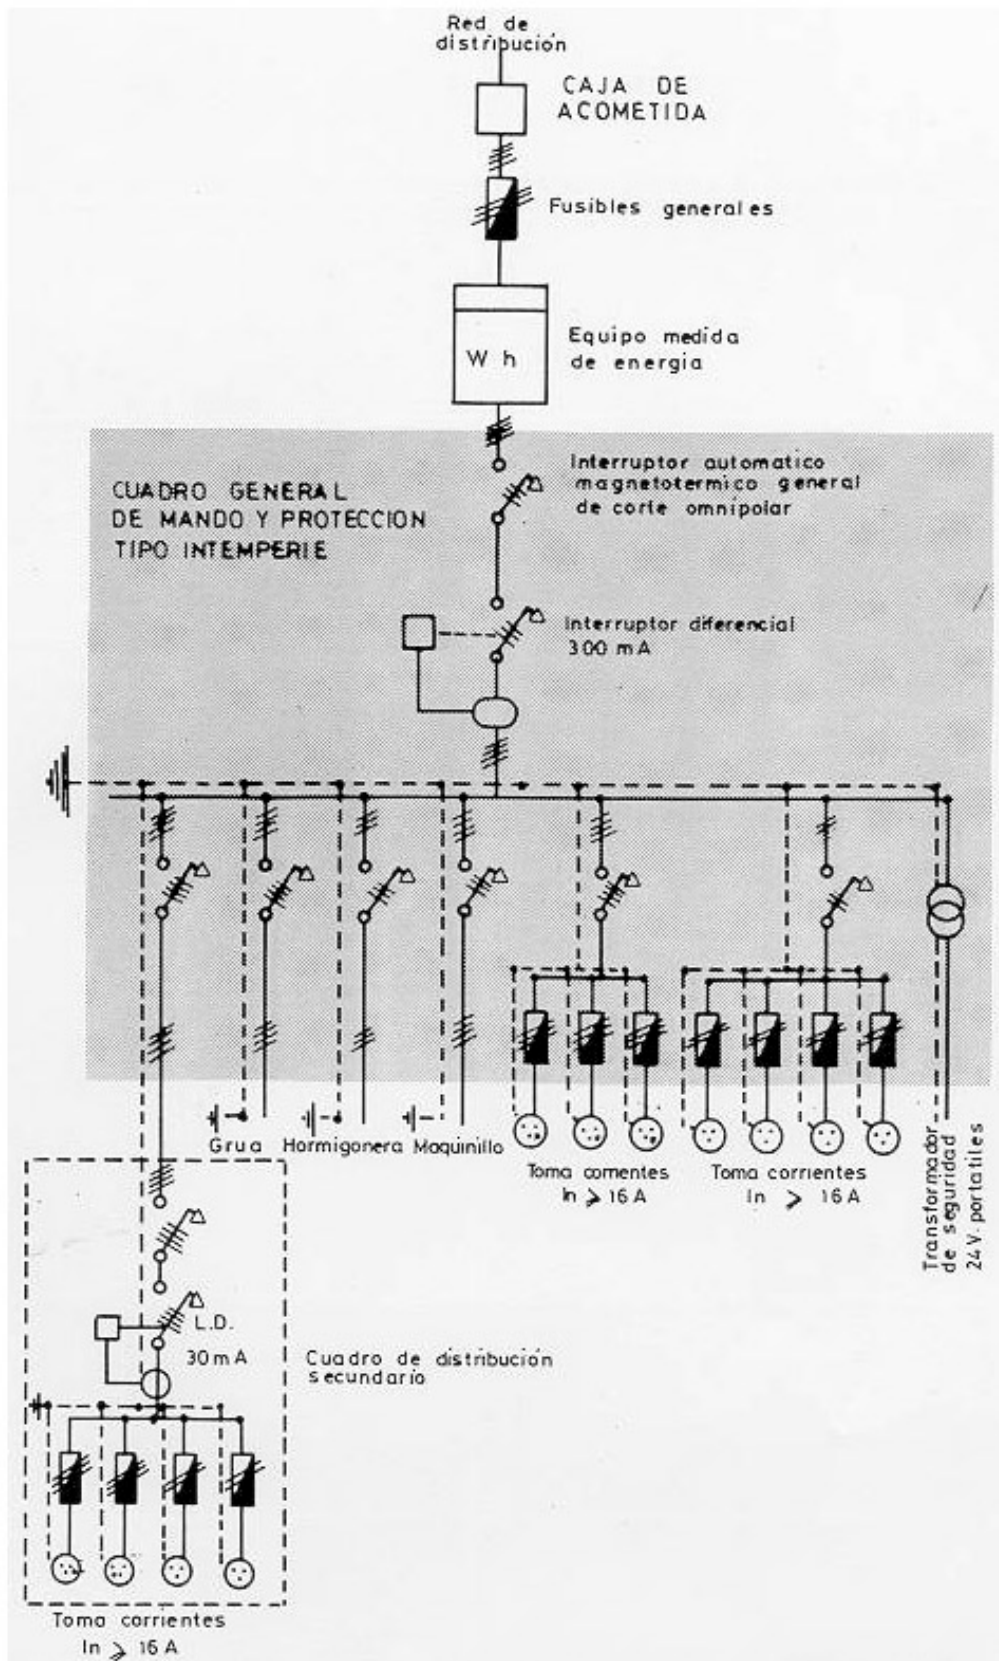 Red de
distribución
CAJA DE
ACOMETIDA
Fusibles generales
Wh
Equipo medida
de energia
CUADRO GENERAL
DE MANDO Y PROTECCION
TIPO INTEMPERIE
Interruptor automatico
magnetotermico general
de corte omnipolar
Interruptor diferencial
300 mA
Grua
Hormigonera
Maquinillo
Toma corrientes
In ⩾ 16 A
Toma corrientes
In ⩾ 16 A
Transformador
de seguridad
24 V. portatiles
L.D.
30 mA
Cuadro de distribución
secundario
Toma corrientes
In ⩾ 16 A